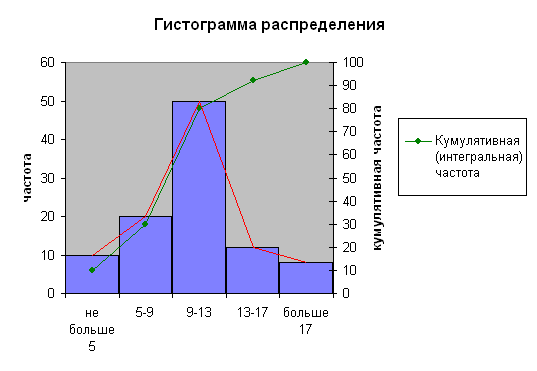 Гистограмма распределения
60
50
40
30
20
10
0
частота
100
90
80
70
60
50
40
30
20
10
0
кумулятивная частота
не
больше
5
5-9
9-13
13-17
больше
17
Кумулятивная
(интегральная)
частота